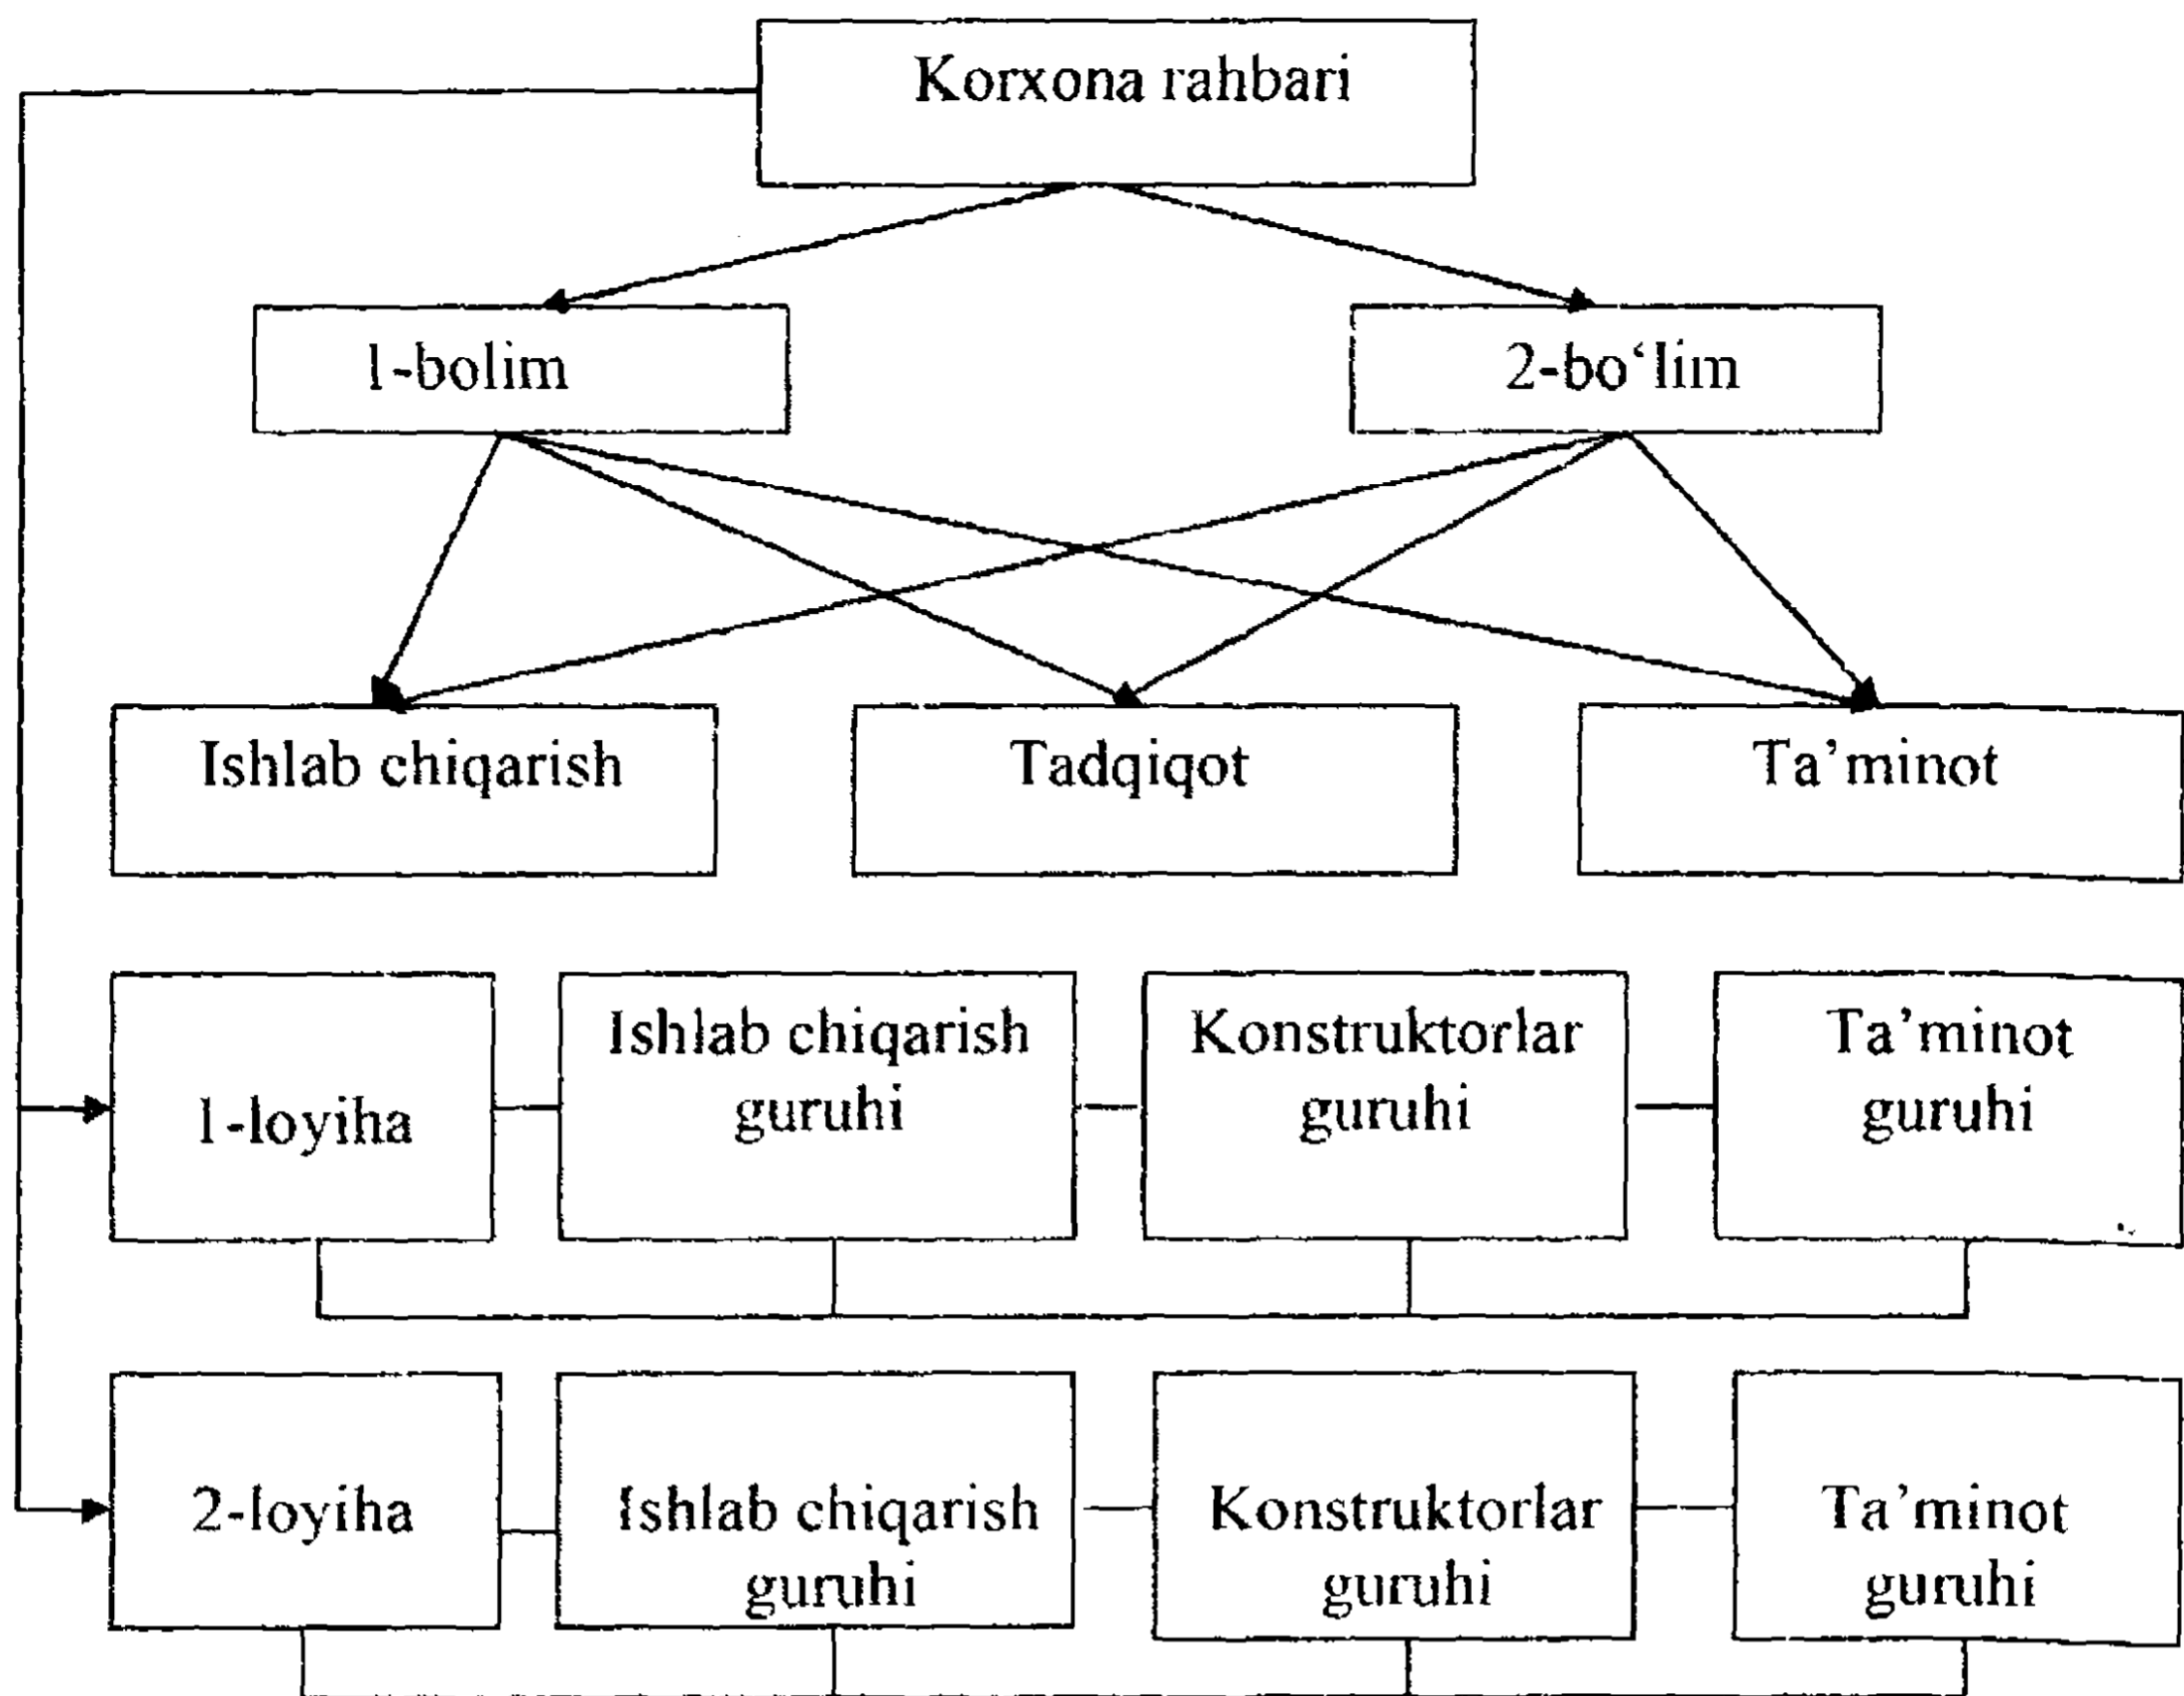 Korxona rahbari
1-bolim
2-bo‘lim
Ishlab chiqarish
Tadqiqot
Ta’minot
1-loyiha
Ishlab chiqarish
guruhi
Konstruktorlar
guruhi
Ta’minot
guruhi
2-loyiha
Ishlab chiqarish
guruhi
Konstruktorlar
guruhi
Ta’minot
guruhi